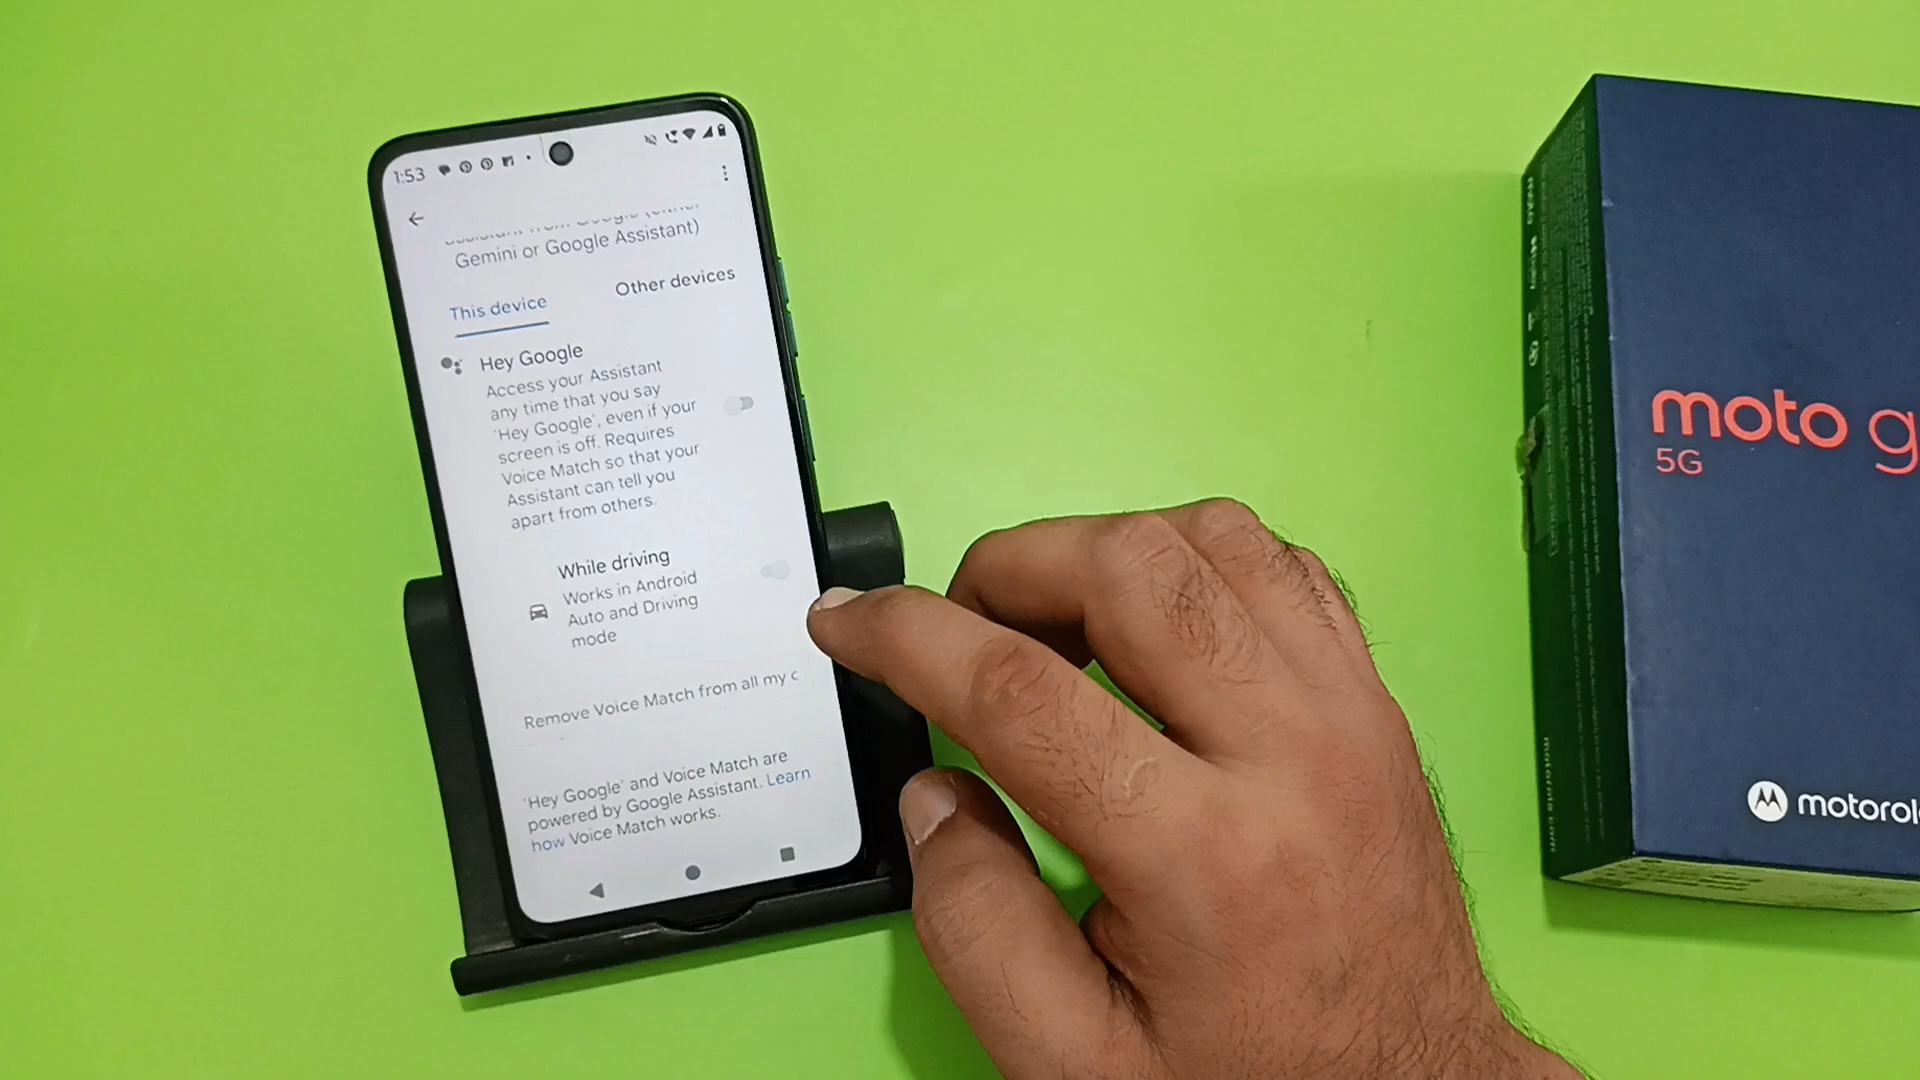 1:53
Gemini or Google Assistant)
This device
Other devices
Hey Google
Access your Assistant
any time that you say
'Hey Google', even if your
screen is off. Requires
Voice Match so that your
Assistant can tell you
apart from others.
While driving
Works in Android
Auto and Driving
mode
Remove Voice Match from all my
'Hey Google' and Voice Match are
powered by Google Assistant. Learn
how Voice Match works.
moto g
5G
motorol